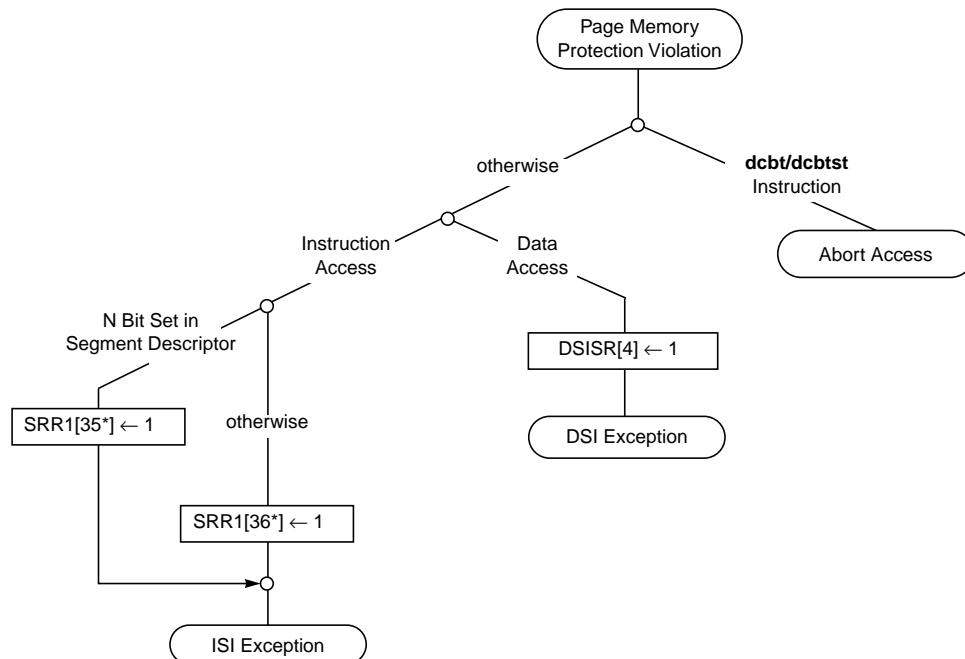 Page Memory
Protection Violation
otherwise
dcbt/dcbtst
Instruction
Abort Access
Instruction
Access
Data
Access
N Bit Set in
Segment Descriptor
DSISR[4] ← 1
SRR1[35*] ← 1
otherwise
DSI Exception
SRR1[36*] ← 1
ISI Exception